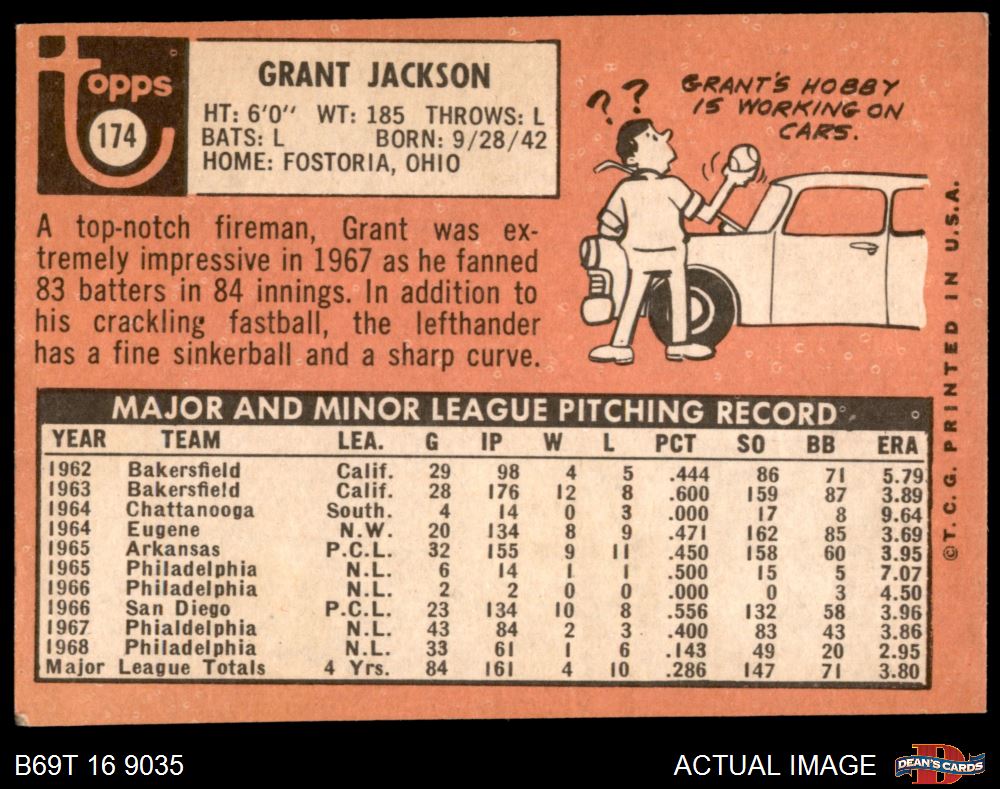 Topps
174
GRANT JACKSON
HT: 6'0" WT: 185 THROWS: L
BATS: L BORN: 9/28/42
HOME: FOSTORIA, OHIO
A top-notch fireman, Grant was ex-
tremely impressive in 1967 as he fanned
83 batters in 84 innings. In addition to
his crackling fastball, the lefthander
has a fine sinkerball and a sharp curve.
? ?
GRANT'S HOBBY
IS WORKING ON
CARS.
MAJOR AND MINOR LEAGUE PITCHING RECORD
YEAR TEAM LEA. G IP W L PCT SO BB ERA
1962 Bakersfield Calif. 29 98 4 5 .444 86 71 5.79
1963 Bakersfield Calif. 28 176 12 8 .600 159 87 3.89
1964 Chattanooga South. 4 14 0 3 .000 17 8 9.64
1964 Eugene N.W. 20 134 8 9 .471 162 85 3.69
1965 Arkansas P.C.L. 32 155 9 11 .450 158 60 3.95
1965 Philadelphia N.L. 6 14 1 1 .500 15 5 7.07
1966 Philadelphia N.L. 2 2 0 0 .000 0 3 4.50
1966 San Diego P.C.L. 23 134 10 8 .556 132 58 3.96
1967 Phialdelphia N.L. 43 84 2 3 .400 83 43 3.86
1968 Philadelphia N.L. 33 61 1 6 .143 49 20 2.95
Major League Totals 4 Yrs. 84 161 4 10 .286 147 71 3.80
©T. C. G. PRINTED IN U.S.A.
B69T 16 9035
ACTUAL IMAGE
D
DEAN'S CARDS